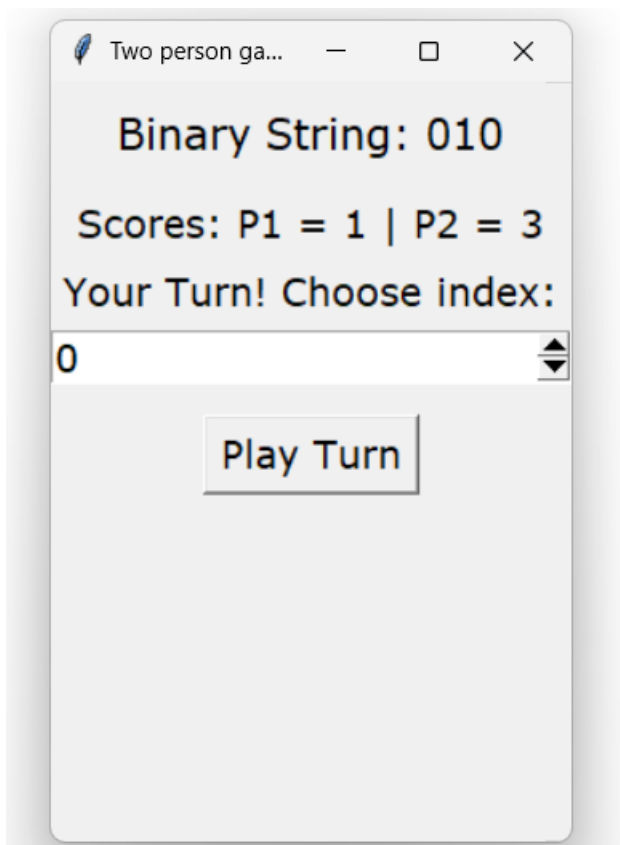 Two person ga...
Binary String: 010
Scores: P1 = 1 | P2 = 3
Your Turn! Choose index:
0
Play Turn